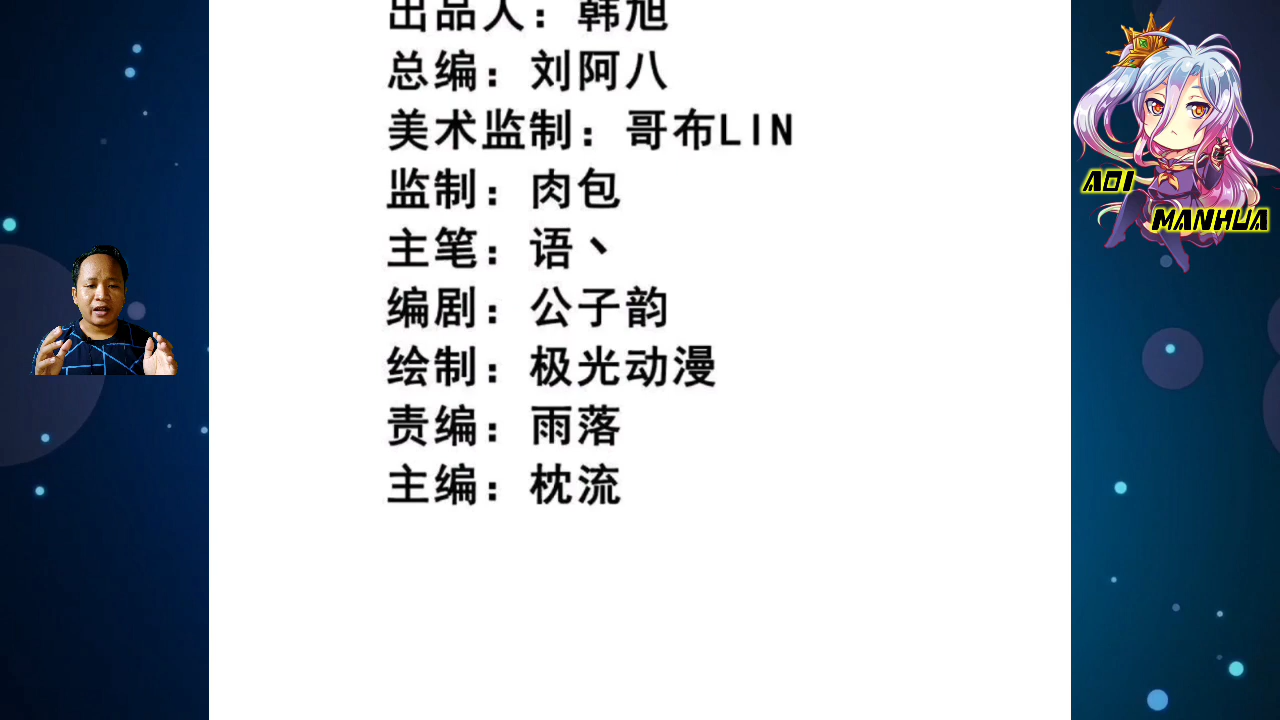 出品人：韩旭
总编：刘阿八
美术监制：哥布LIN
监制：肉包
主笔：语丶
编剧：公子韵
绘制：极光动漫
责编：雨落
主编：枕流
AOI
MANHUA